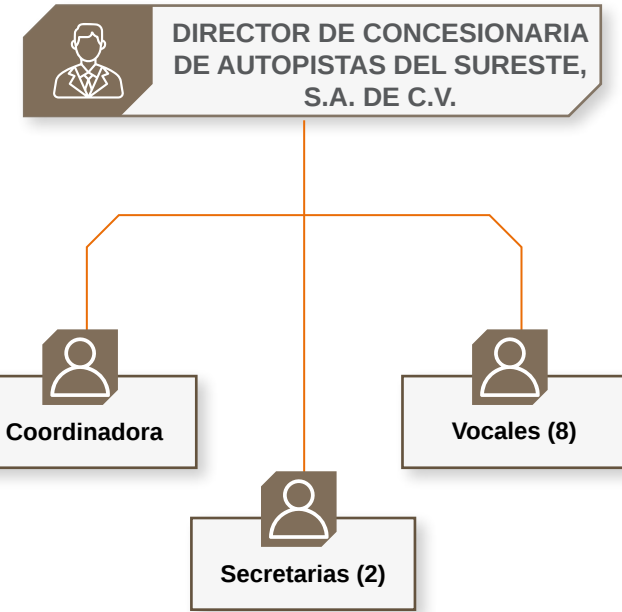 DIRECTOR DE CONCESIONARIA
DE AUTOPISTAS DEL SURESTE,
S.A. DE C.V.
Coordinadora
Vocales (8)
Secretarias (2)